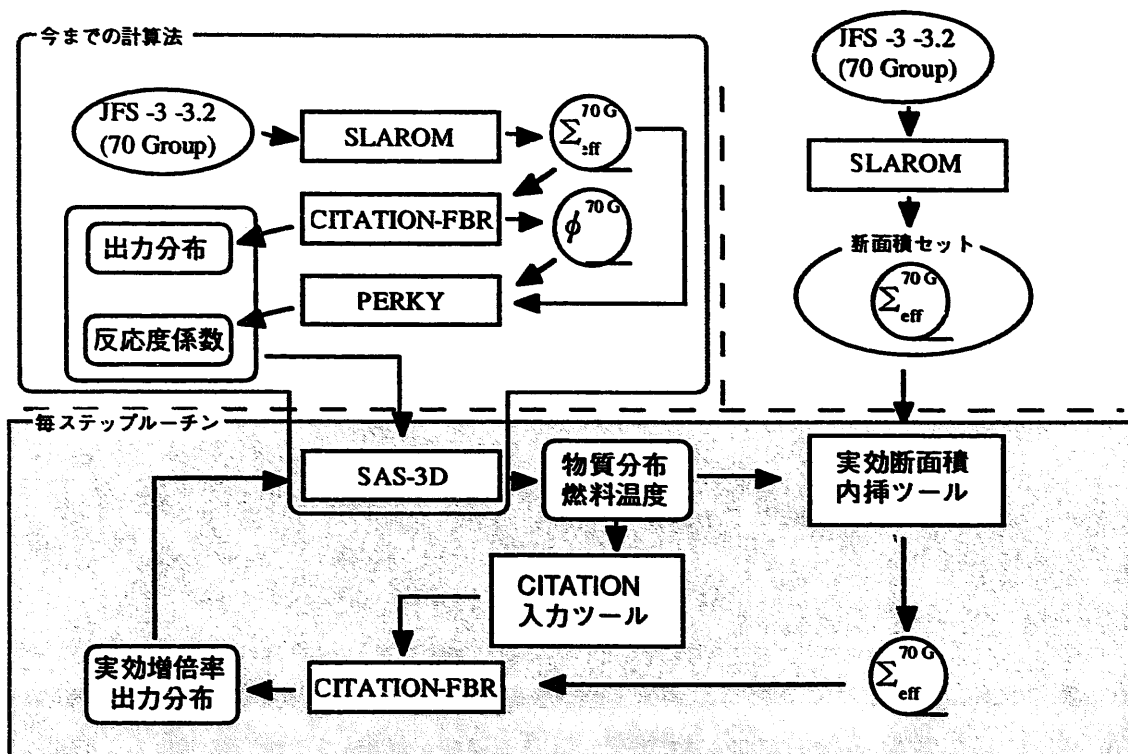 今までの計算法
JFS -3 -3.2
(70 Group)
SLAROM
Σeff 70 G
CITATION-FBR
ϕ 70 G
出力分布
PERKY
反応度係数
JFS -3 -3.2
(70 Group)
SLAROM
断面積セット
Σeff 70 G
毎ステップルーチン
SAS-3D
物質分布
燃料温度
実効断面積
内挿ツール
CITATION
入力ツール
実効増倍率
出力分布
CITATION-FBR
Σeff 70 G